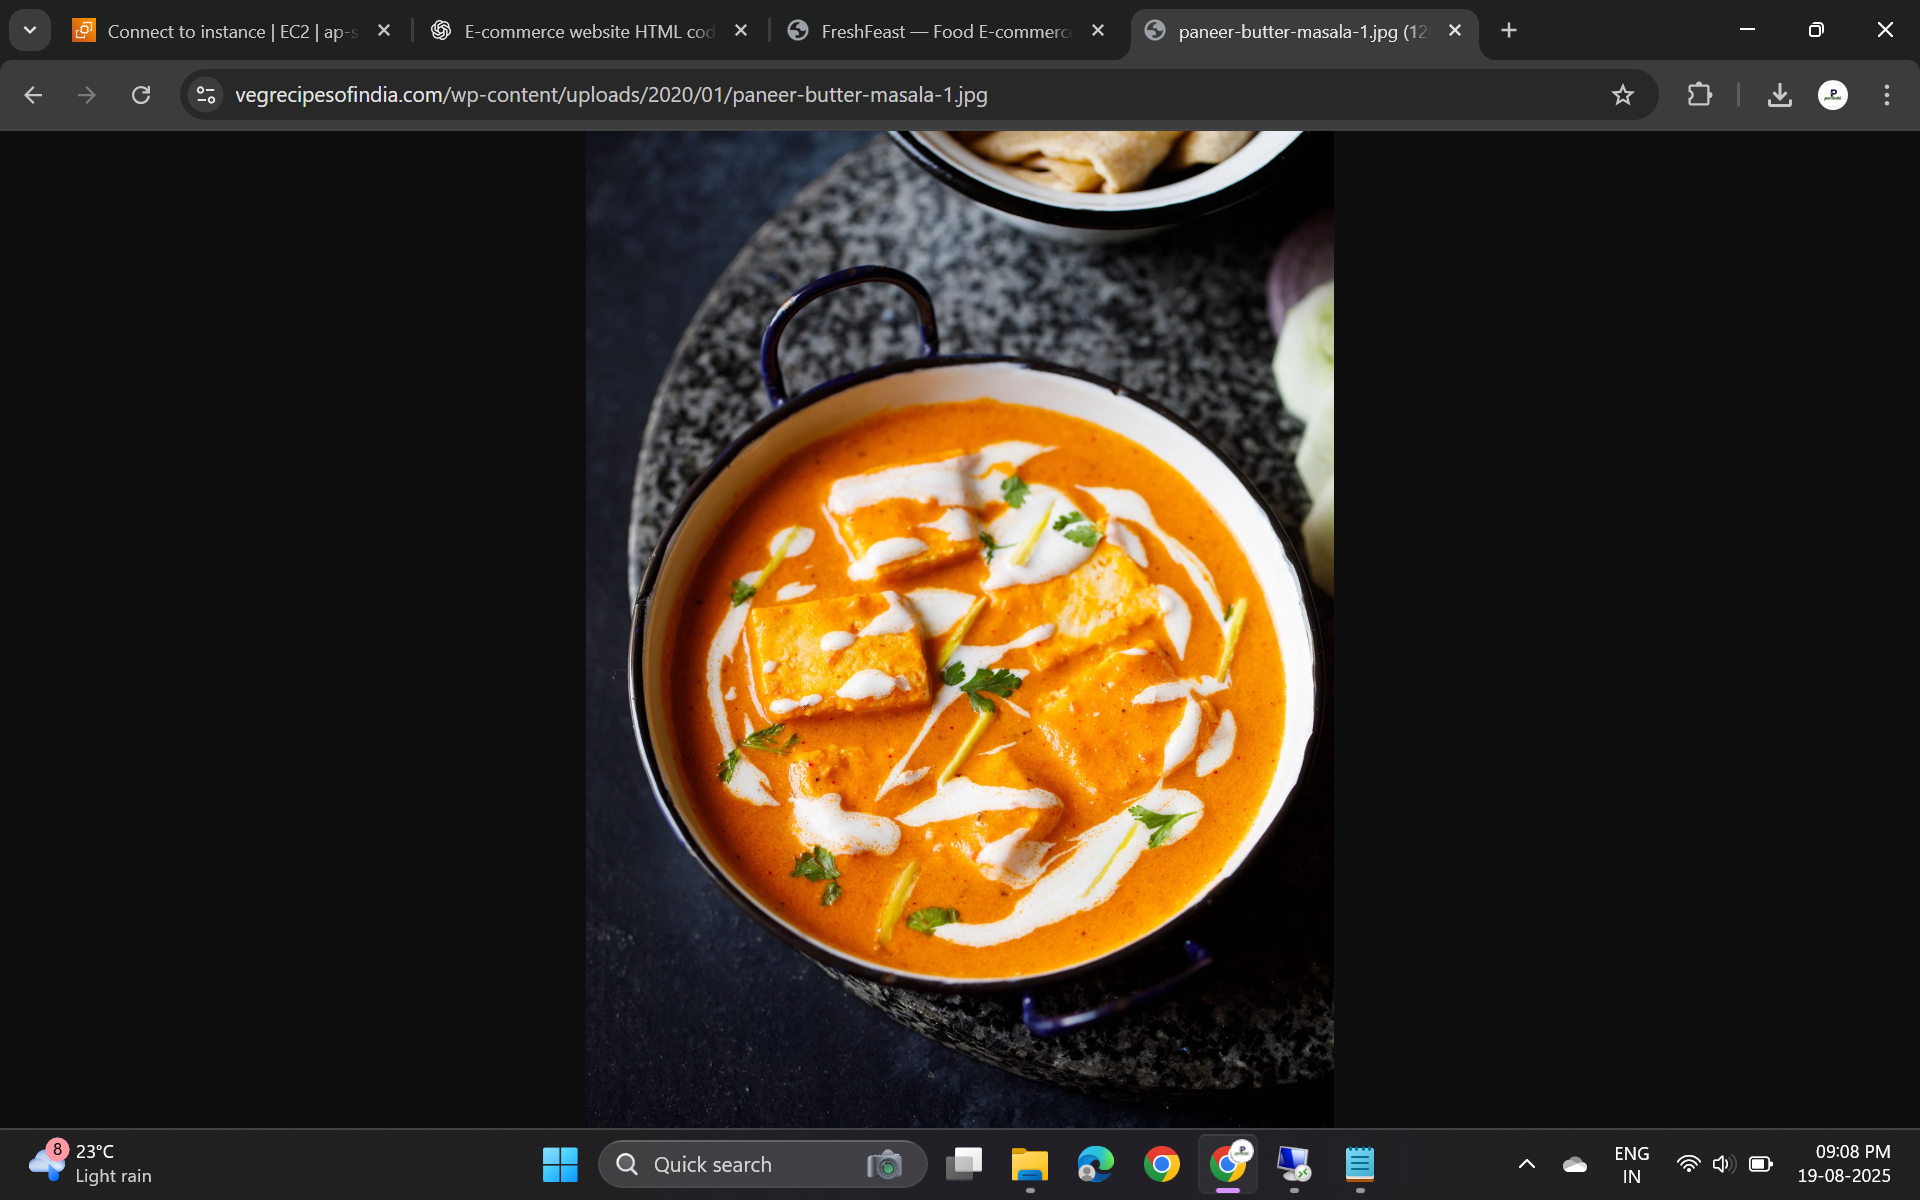 Connect to instance | EC2 | ap-s
E-commerce website HTML cod
FreshFeast — Food E-commerc
paneer-butter-masala-1.jpg (12
vegrecipesofindia.com/wp-content/uploads/2020/01/paneer-butter-masala-1.jpg
8
23°C
Light rain
Quick search
ENG
IN
09:08 PM
19-08-2025